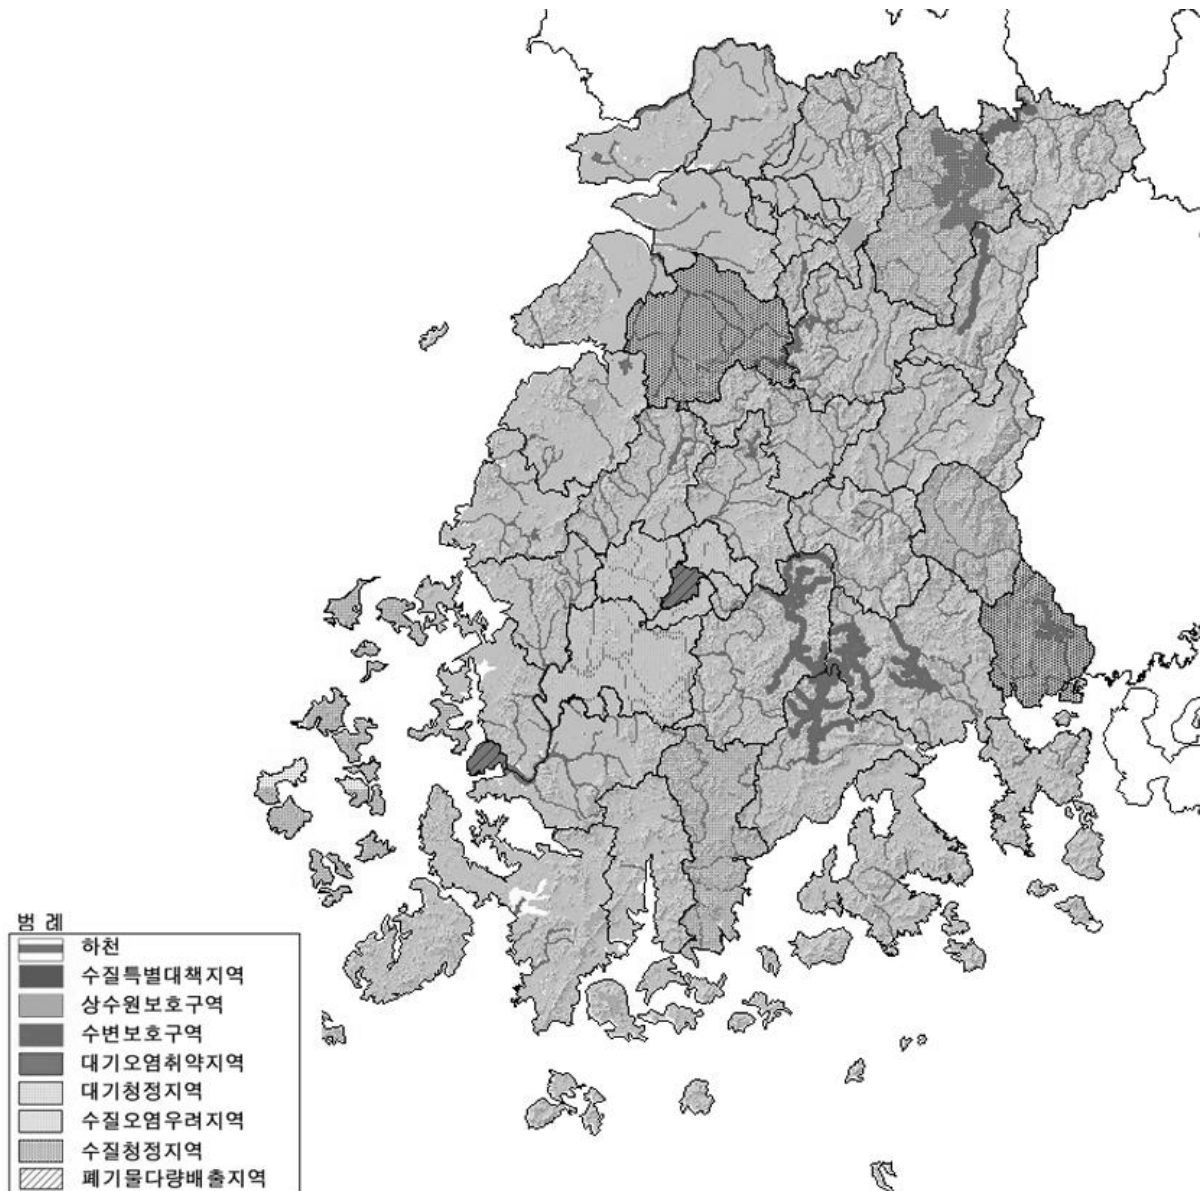 범 례
하천
수질특별대책지역
상수원보호구역
수변보호구역
대기오염취약지역
대기청정지역
수질오염우려지역
수질청정지역
폐기물다량배출지역